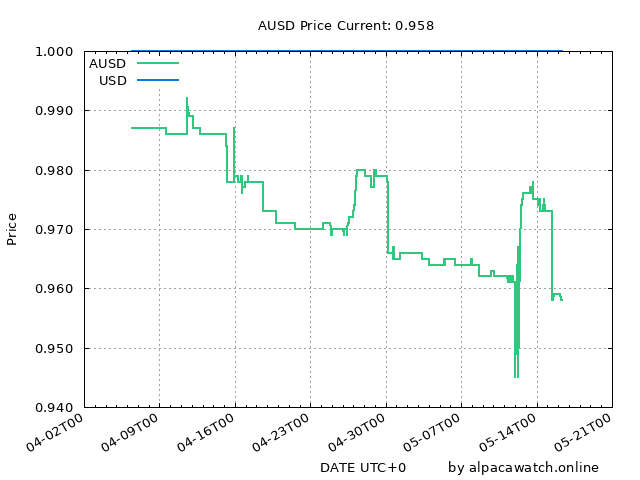 AUSD Price Current: 0.958
1.000
AUSD
USD
0.990
0.980
0.970
0.960
0.950
0.940
Price
04-02T00
04-09T00
04-16T00
04-23T00
04-30T00
05-07T00
05-14T00
05-21T00
DATE UTC+0
by alpacawatch.online